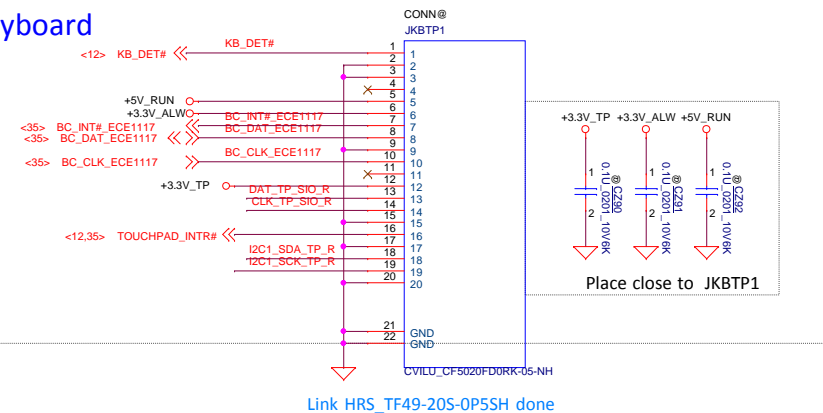 yboard
CONN@
JKBTP1
<12> KB_DET# KB_DET# 1 1
2 2
3 3
4 4
+5V_RUN 5 5
+3.3V_ALW 6 6
<35> BC_INT#_ECE1117 BC_INT#_ECE1117 7 7
<35> BC_DAT_ECE1117 BC_DAT_ECE1117 8 8
9 9
<35> BC_CLK_ECE1117 BC_CLK_ECE1117 10 10
11 11
+3.3V_TP 12 12
DAT_TP_SIO_R 13 13
CLK_TP_SIO_R 14 14
15 15
<12,35> TOUCHPAD_INTR# 16 16
17 17
I2C1_SDA_TP_R 18 18
I2C1_SCK_TP_R 19 19
20 20
21 GND
22 GND
CVILU_CF5020FD0RK-05-NH
+3.3V_TP +3.3V_ALW +5V_RUN
1 2 @ CZ90 0.1U_0201_10V6K
1 2 @ CZ91 0.1U_0201_10V6K
1 2 @ CZ92 0.1U_0201_10V6K
Place close to JKBTP1
Link HRS_TF49-20S-0P5SH done